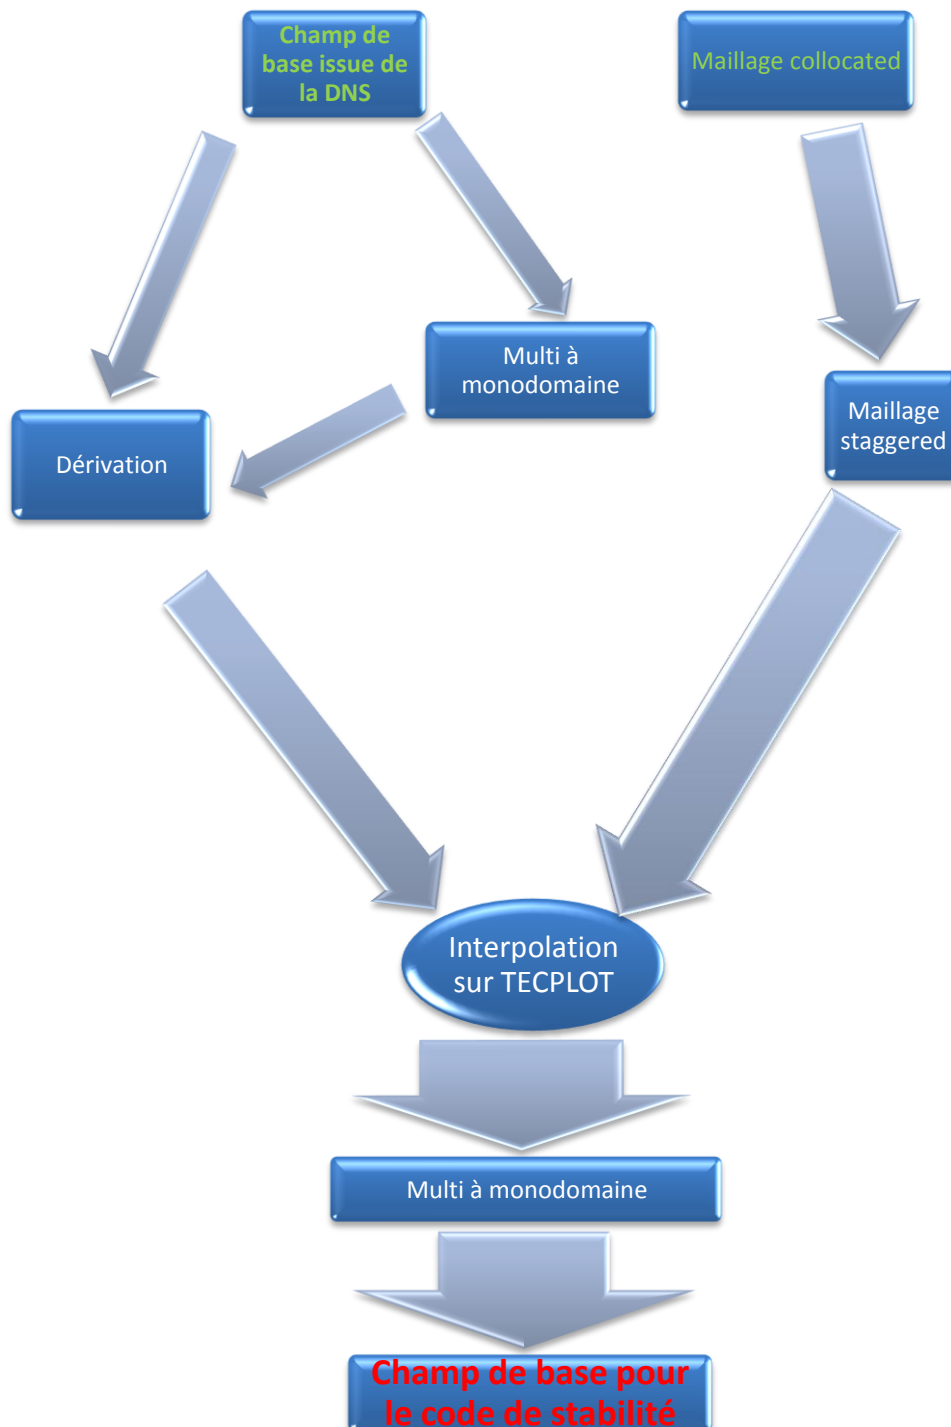 Champ de
base issue de
la DNS
Maillage collocated
Multi à
monodomaine
Maillage
staggered
Dérivation
Interpolation
sur TECPLOT
Multi à monodomaine
Champ de base pour
le code de stabilité